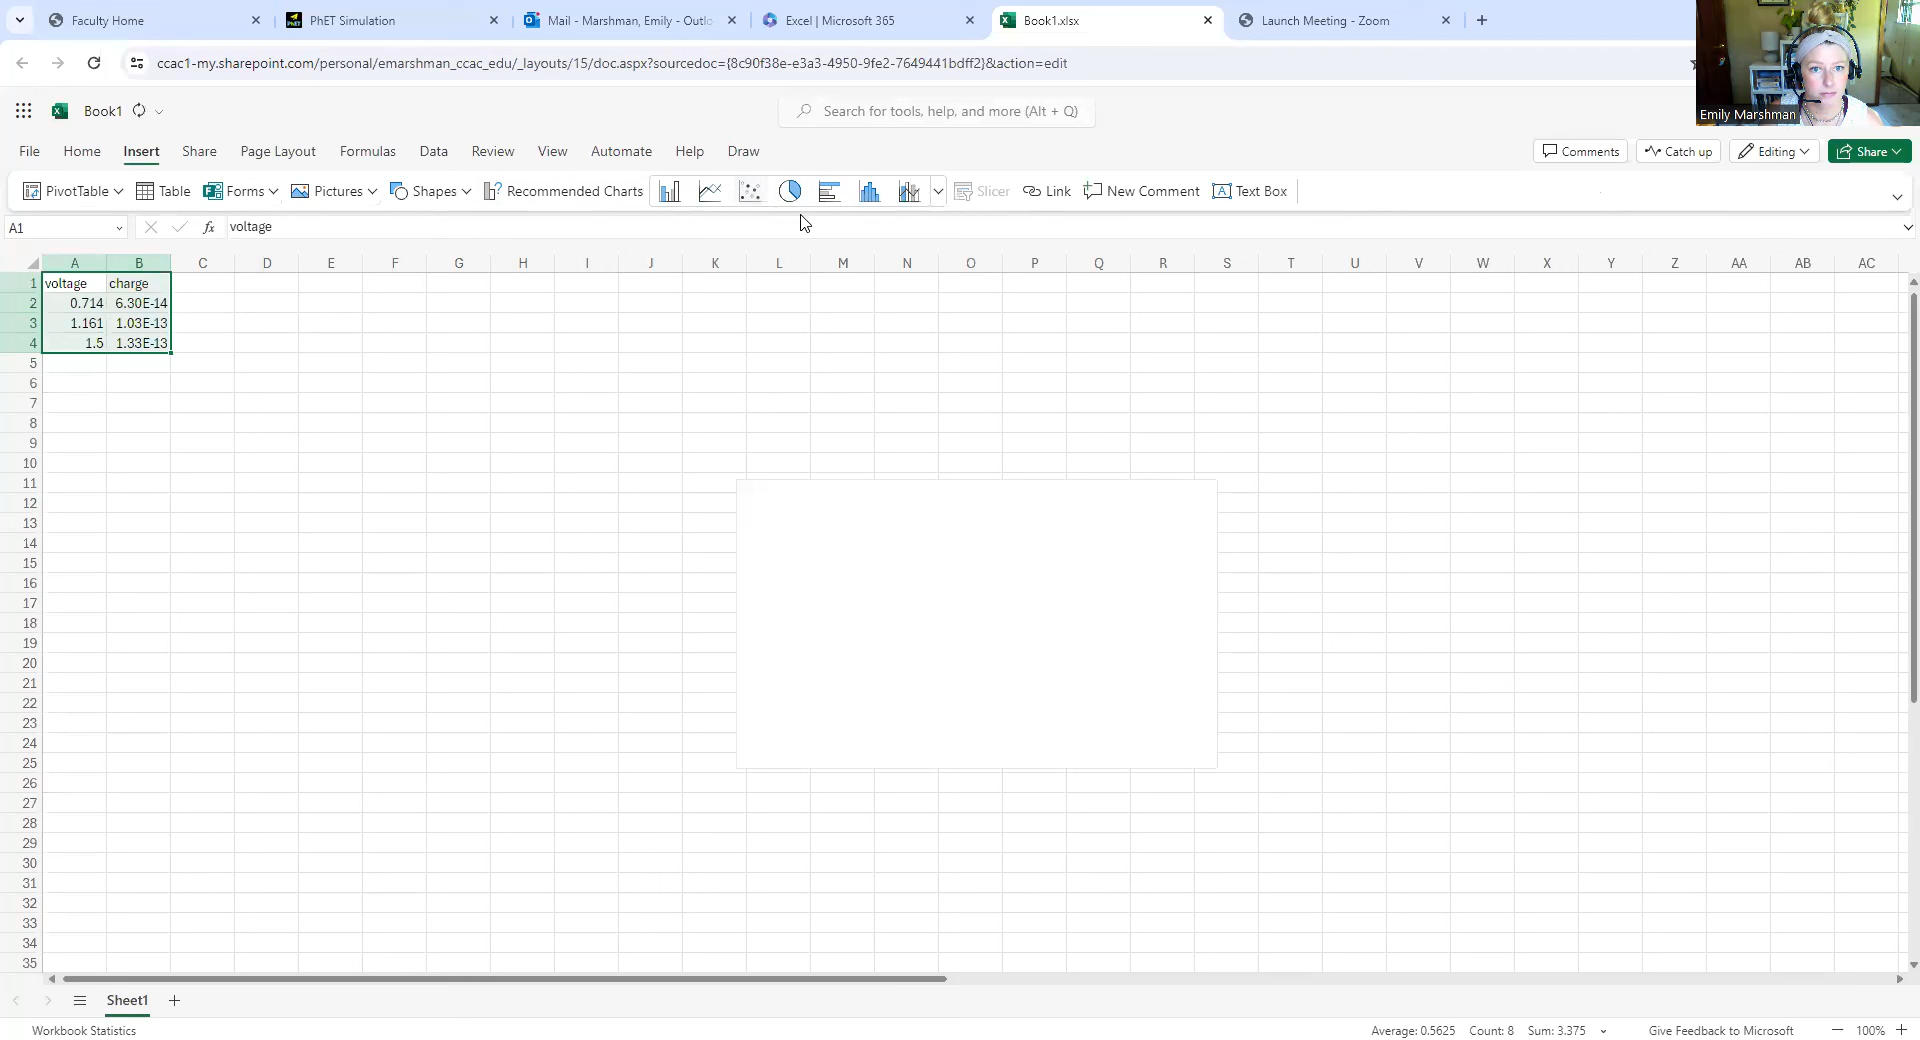 Faculty Home
PhET Simulation
Mail - Marshman, Emily - Outlo
Excel | Microsoft 365
Book1.xlsx
Launch Meeting - Zoom
ccac1-my.sharepoint.com/personal/emarshman_ccac_edu/_layouts/15/doc.aspx?sourcedoc={8c90f38e-e3a3-4950-9fe2-7649441bdff2}&action=edit
Emily Marshman
Book1
Search for tools, help, and more (Alt + Q)
File Home Insert Share Page Layout Formulas Data Review View Automate Help Draw
Comments Catch up Editing Share
PivotTable Table Forms Pictures Shapes Recommended Charts Slicer Link New Comment Text Box
A1 fx voltage
A B C D E F G H I J K L M N O P Q R S T U V W X Y Z AA AB AC
1 voltage charge
2 0.714 6.30E-14
3 1.161 1.03E-13
4 1.5 1.33E-13
5
6
7
8
9
10
11
12
13
14
15
16
17
18
19
20
21
22
23
24
25
26
27
28
29
30
31
32
33
34
35
Sheet1
Workbook Statistics Average: 0.5625 Count: 8 Sum: 3.375 Give Feedback to Microsoft 100%